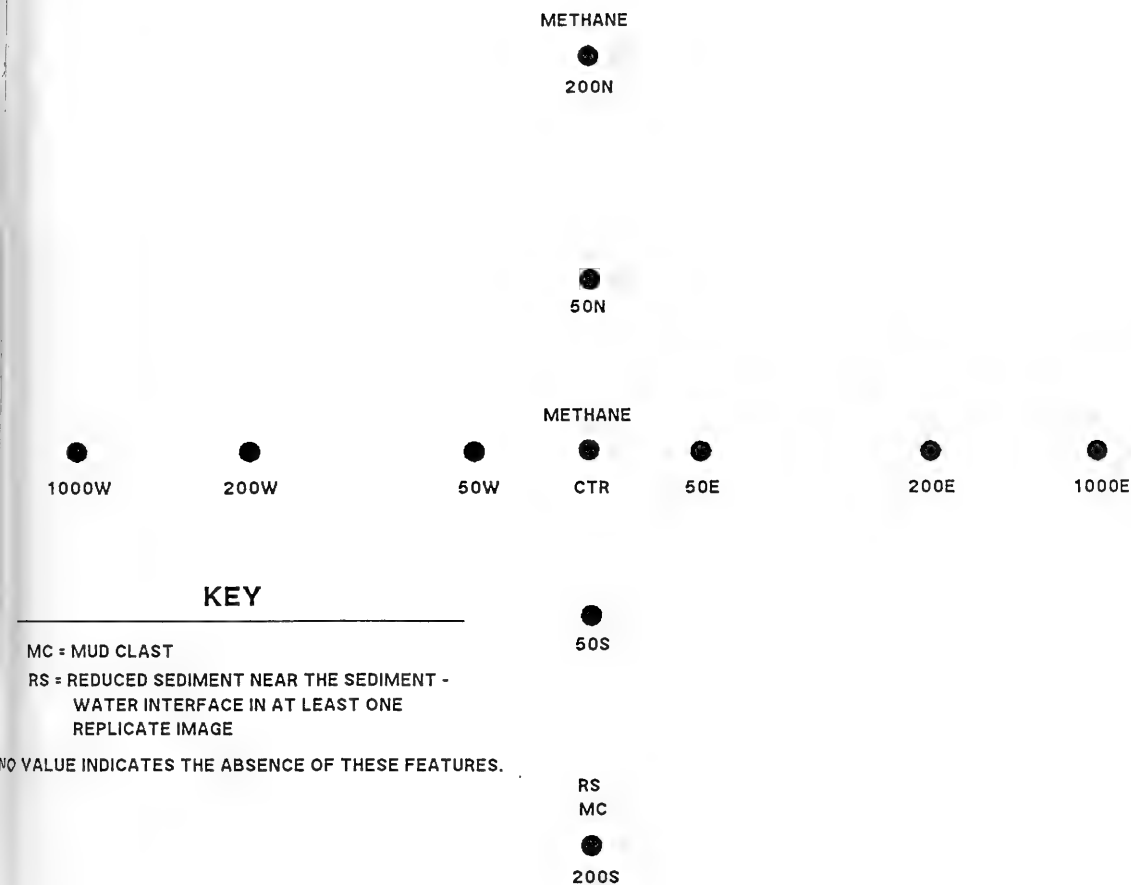 METHANE
200N
50N
METHANE
1000W 200W 50W CTR 50E 200E 1000E
KEY
MC = MUD CLAST
RS = REDUCED SEDIMENT NEAR THE SEDIMENT -
WATER INTERFACE IN AT LEAST ONE
REPLICATE IMAGE
NO VALUE INDICATES THE ABSENCE OF THESE FEATURES.
50S
RS
MC
200S